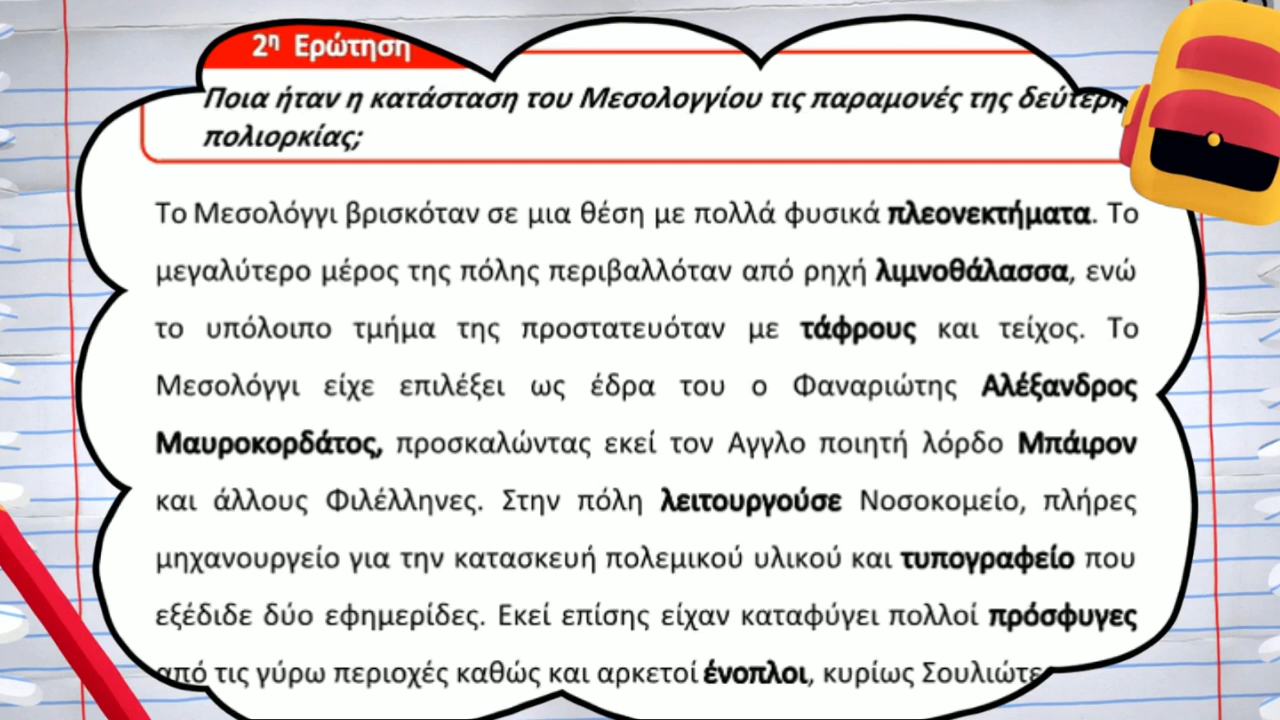 2η Ερώτηση
Ποια ήταν η κατάσταση του Μεσολογγίου τις παραμονές της δεύτερη
πολιορκίας;
Το Μεσολόγγι βρισκόταν σε μια θέση με πολλά φυσικά πλεονεκτήματα. Το
μεγαλύτερο μέρος της πόλης περιβαλλόταν από ρηχή λιμνοθάλασσα, ενώ
το υπόλοιπο τμήμα της προστατευόταν με τάφρους και τείχος. Το
Μεσολόγγι είχε επιλέξει ως έδρα του ο Φαναριώτης Αλέξανδρος
Μαυροκορδάτος, προσκαλώντας εκεί τον Αγγλο ποιητή λόρδο Μπάιρον
και άλλους Φιλέλληνες. Στην πόλη λειτουργούσε Νοσοκομείο, πλήρες
μηχανουργείο για την κατασκευή πολεμικού υλικού και τυπογραφείο που
εξέδιδε δύο εφημερίδες. Εκεί επίσης είχαν καταφύγει πολλοί πρόσφυγες
από τις γύρω περιοχές καθώς και αρκετοί ένοπλοι, κυρίως Σουλιώτε